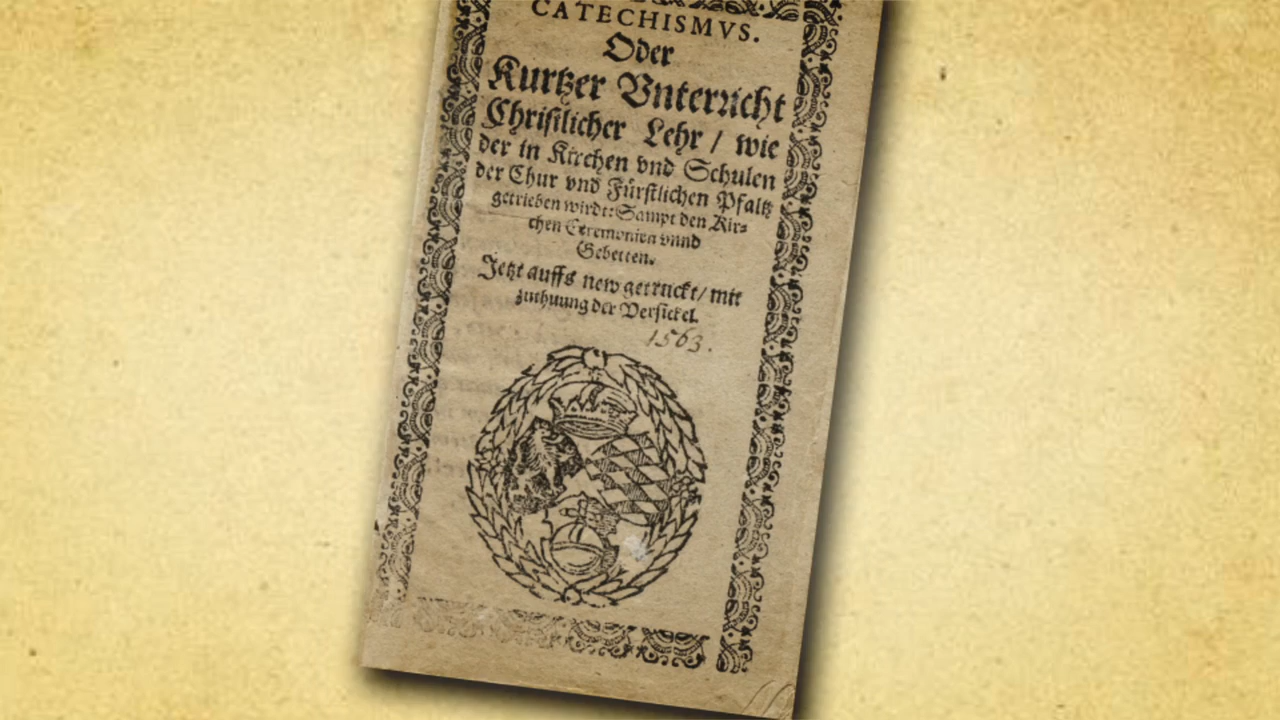 CATECHISMVS.
Oder
Kurtzer Vnterricht
Christlicher Lehr / wie
der in Kirchen vnd Schulen
der Chur vnd Fürstlichen Pfaltz
getrieben wirdt: Sampt den Kir⸗
chen Ceremonien vnnd
Gebetten.
Jetzt auffs new getruckt / mit
zuthuung der Versickel.
1563.